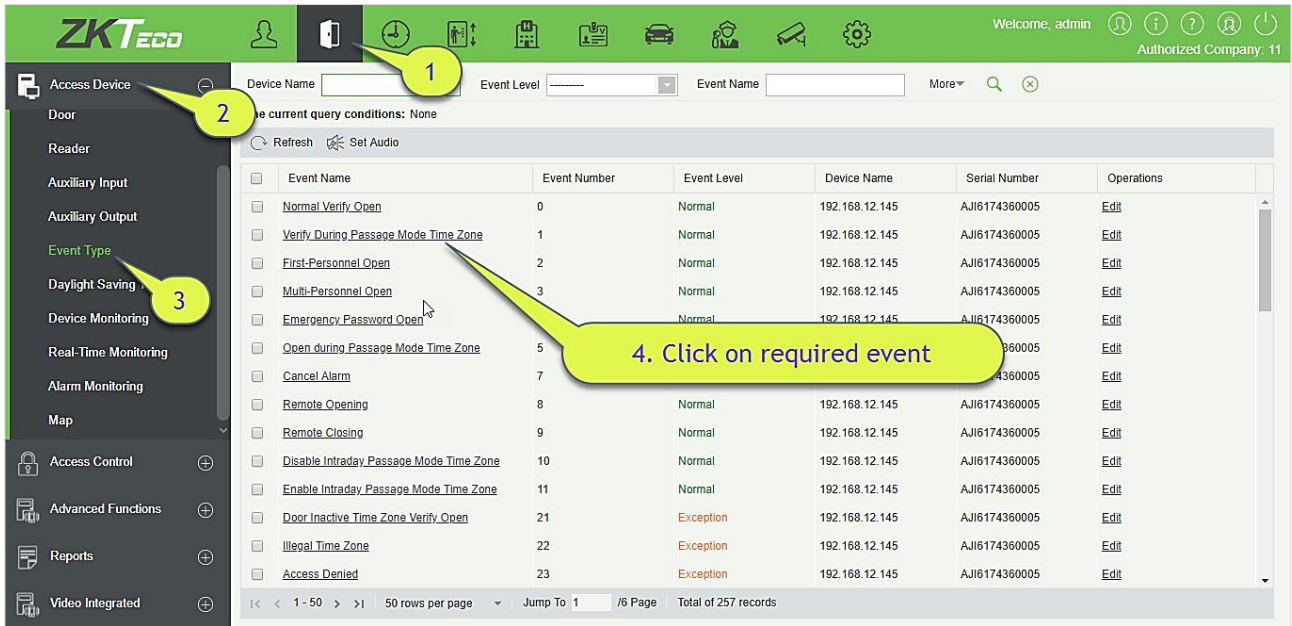 ZKTeco
Welcome, admin
Authorized Company: 11
1
Access Device
2
Door
Reader
Auxiliary Input
Auxiliary Output
Event Type
Daylight Saving
3
Device Monitoring
Real-Time Monitoring
Alarm Monitoring
Map
Access Control
Advanced Functions
Reports
Video Integrated
Device Name Event Level --------- Event Name More
he current query conditions: None
Refresh Set Audio
Event Name Event Number Event Level Device Name Serial Number Operations
Normal Verify Open 0 Normal 192.168.12.145 AJI6174360005 Edit
Verify During Passage Mode Time Zone 1 Normal 192.168.12.145 AJI6174360005 Edit
First-Personnel Open 2 Normal 192.168.12.145 AJI6174360005 Edit
Multi-Personnel Open 3 Normal 192.168.12.145 AJI6174360005 Edit
Emergency Password Open Normal 192.168.12.145 AJI6174360005 Edit
Open during Passage Mode Time Zone 5 360005 Edit
4. Click on required event
Cancel Alarm 7 4360005 Edit
Remote Opening 8 Normal 192.168.12.145 AJI6174360005 Edit
Remote Closing 9 Normal 192.168.12.145 AJI6174360005 Edit
Disable Intraday Passage Mode Time Zone 10 Normal 192.168.12.145 AJI6174360005 Edit
Enable Intraday Passage Mode Time Zone 11 Normal 192.168.12.145 AJI6174360005 Edit
Door Inactive Time Zone Verify Open 21 Exception 192.168.12.145 AJI6174360005 Edit
Illegal Time Zone 22 Exception 192.168.12.145 AJI6174360005 Edit
Access Denied 23 Exception 192.168.12.145 AJI6174360005 Edit
1 - 50 50 rows per page Jump To 1 /6 Page Total of 257 records